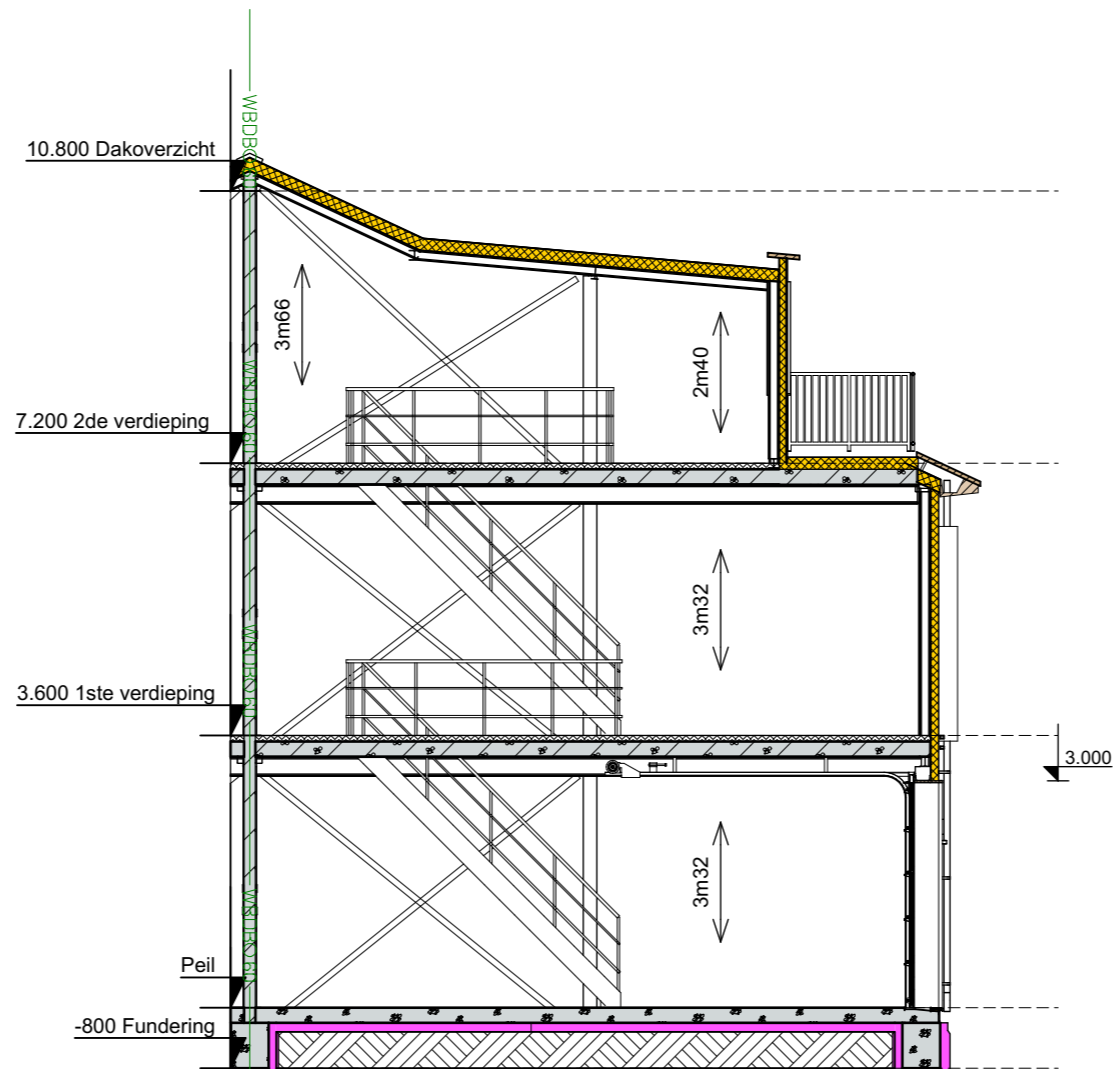 10.800 Dakoverzicht
3m66
2m40
7.200 2de verdieping
3m32
3.600 1ste verdieping
3.000
3m32
Peil
-800 Fundering